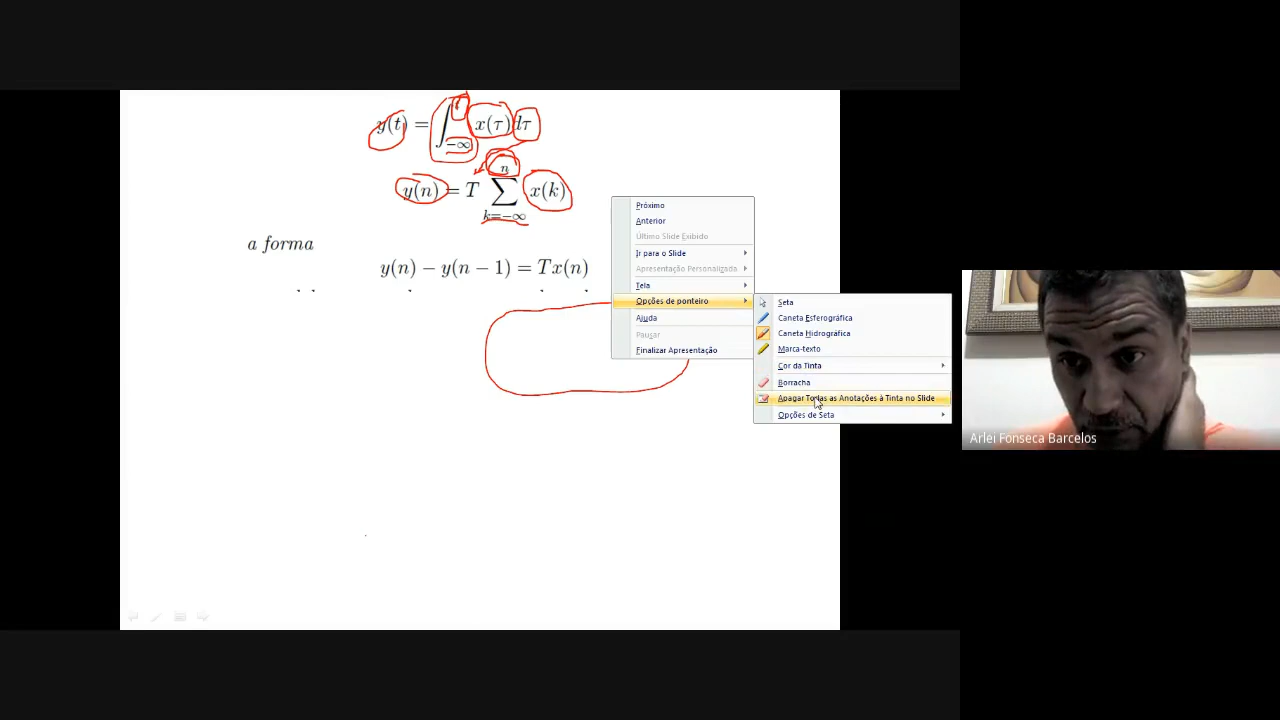 y(t) = ∫_{-∞}^{t} x(τ)dτ
y(n) = T ∑_{k=-∞}^{n} x(k)
a forma
y(n) − y(n − 1) = Tx(n)
Próximo
Anterior
Último Slide Exibido
Ir para o Slide
Apresentação Personalizada
Tela
Opções de ponteiro
Ajuda
Pausar
Finalizar Apresentação
Seta
Caneta Esferográfica
Caneta Hidrográfica
Marca-texto
Cor da Tinta
Borracha
Apagar Todas as Anotações à Tinta no Slide
Opções de Seta
Arlei Fonseca Barcelos